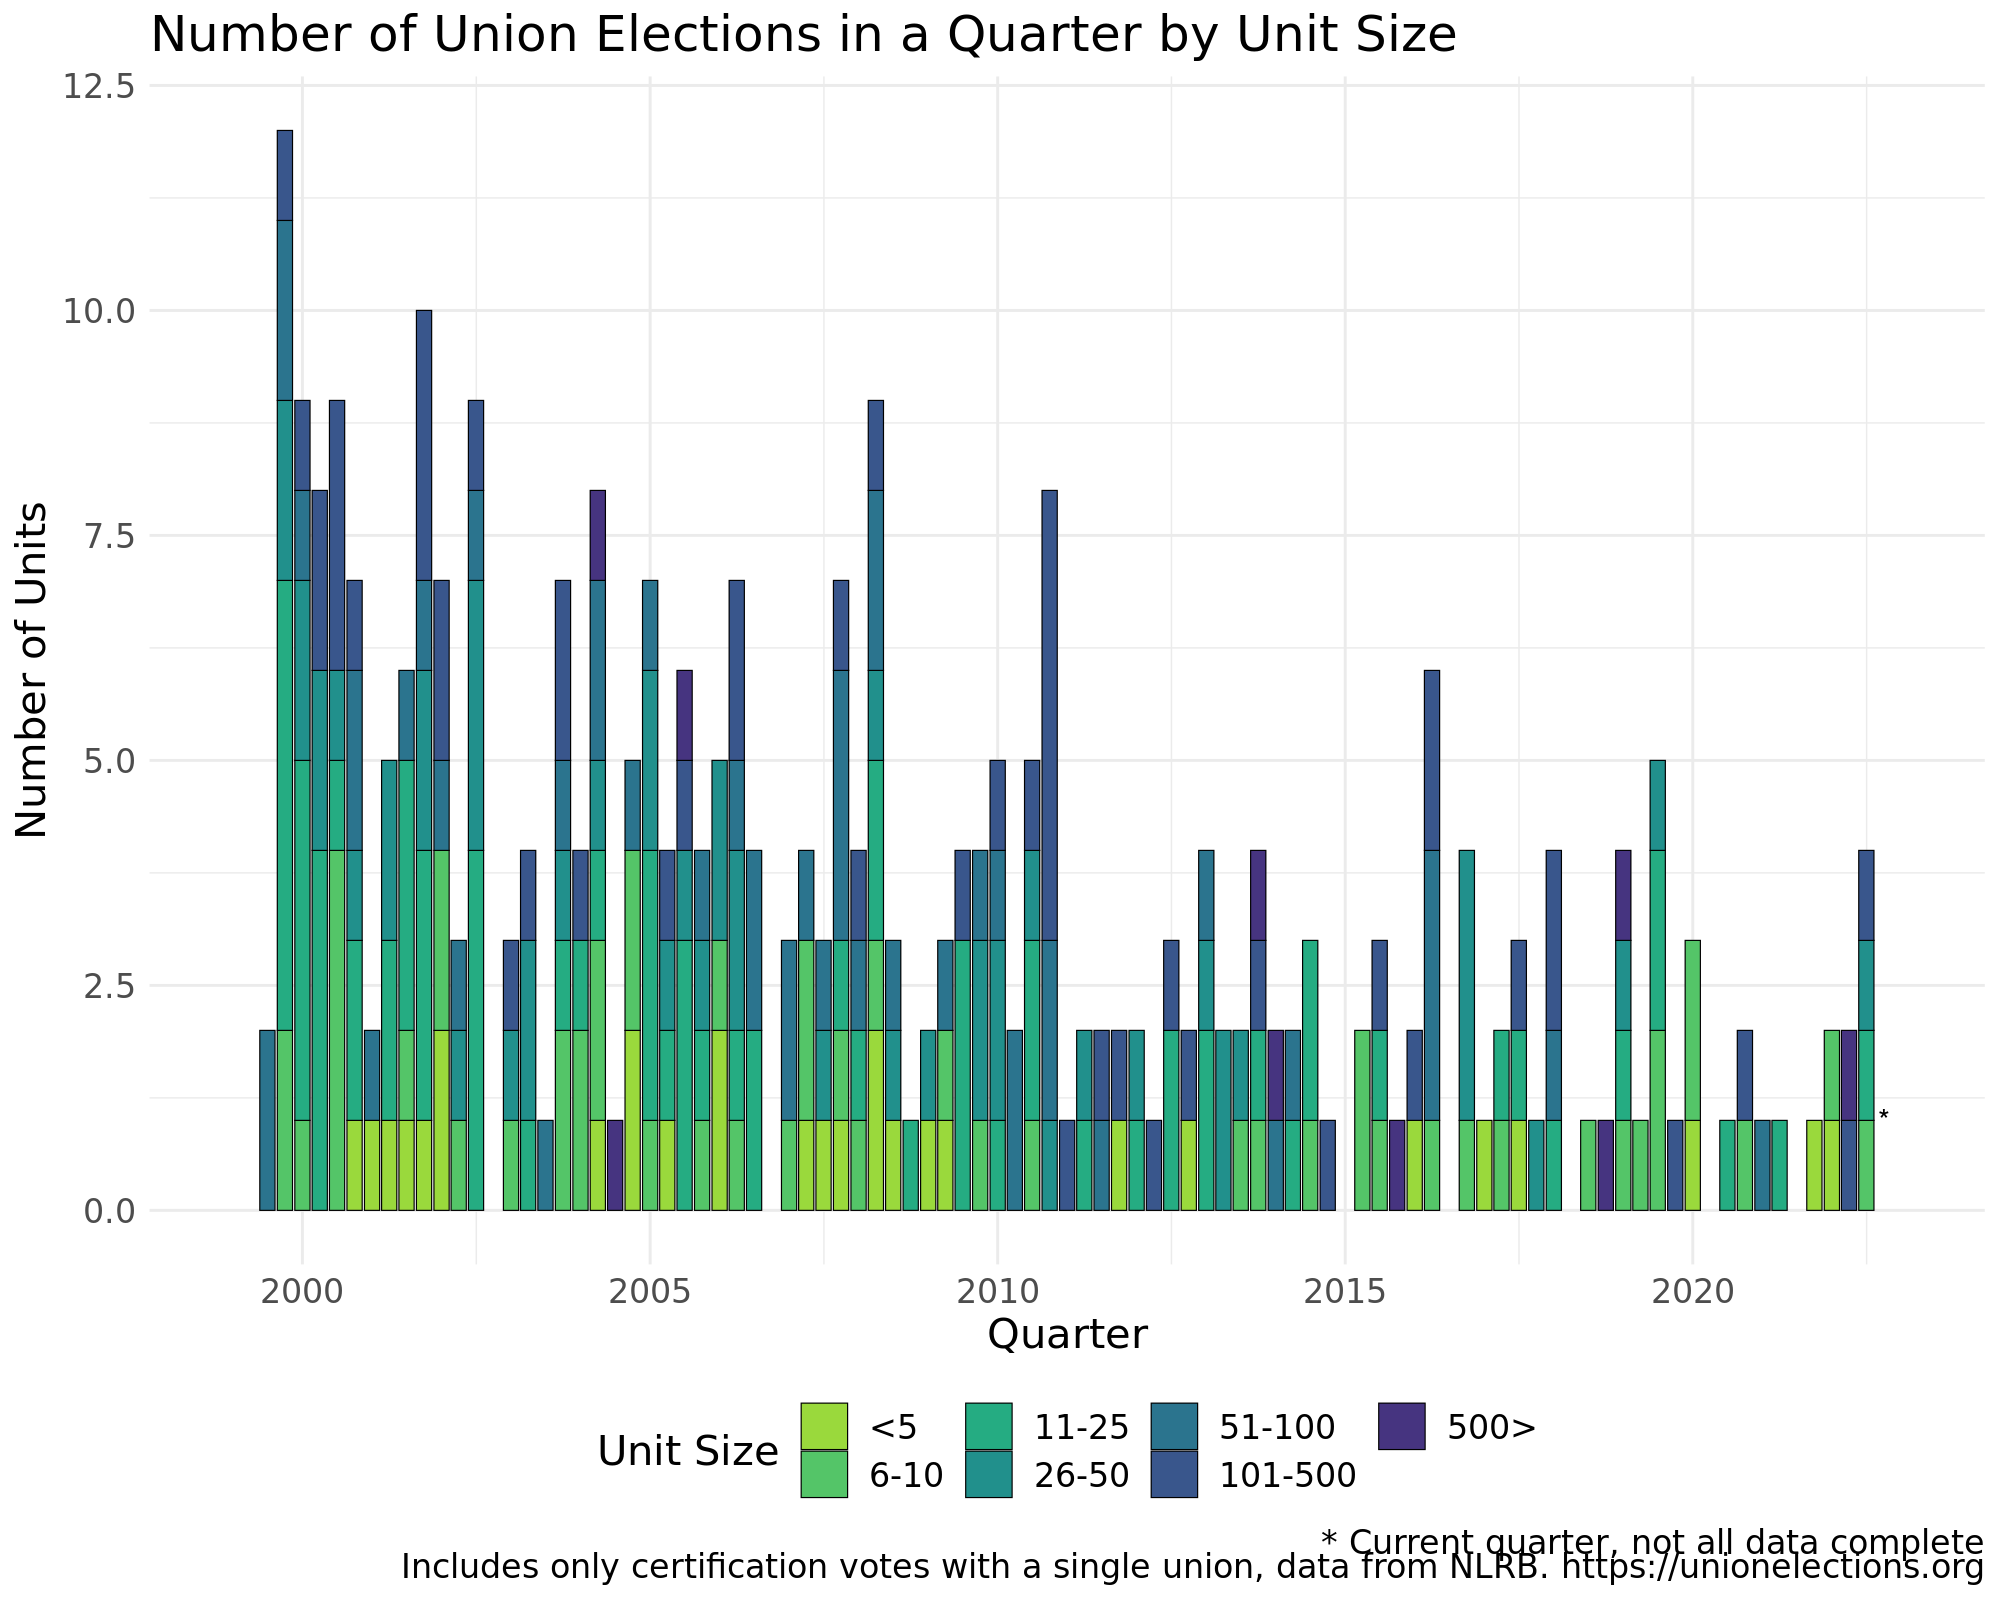 Number of Union Elections in a Quarter by Unit Size
12.5
10.0
7.5
5.0
2.5
0.0
Number of Units
*
2000 2005 2010 2015 2020
Quarter
Unit Size
<5 11-25 51-100 500>
6-10 26-50 101-500
* Current quarter, not all data complete
Includes only certification votes with a single union, data from NLRB. https://unionelections.org